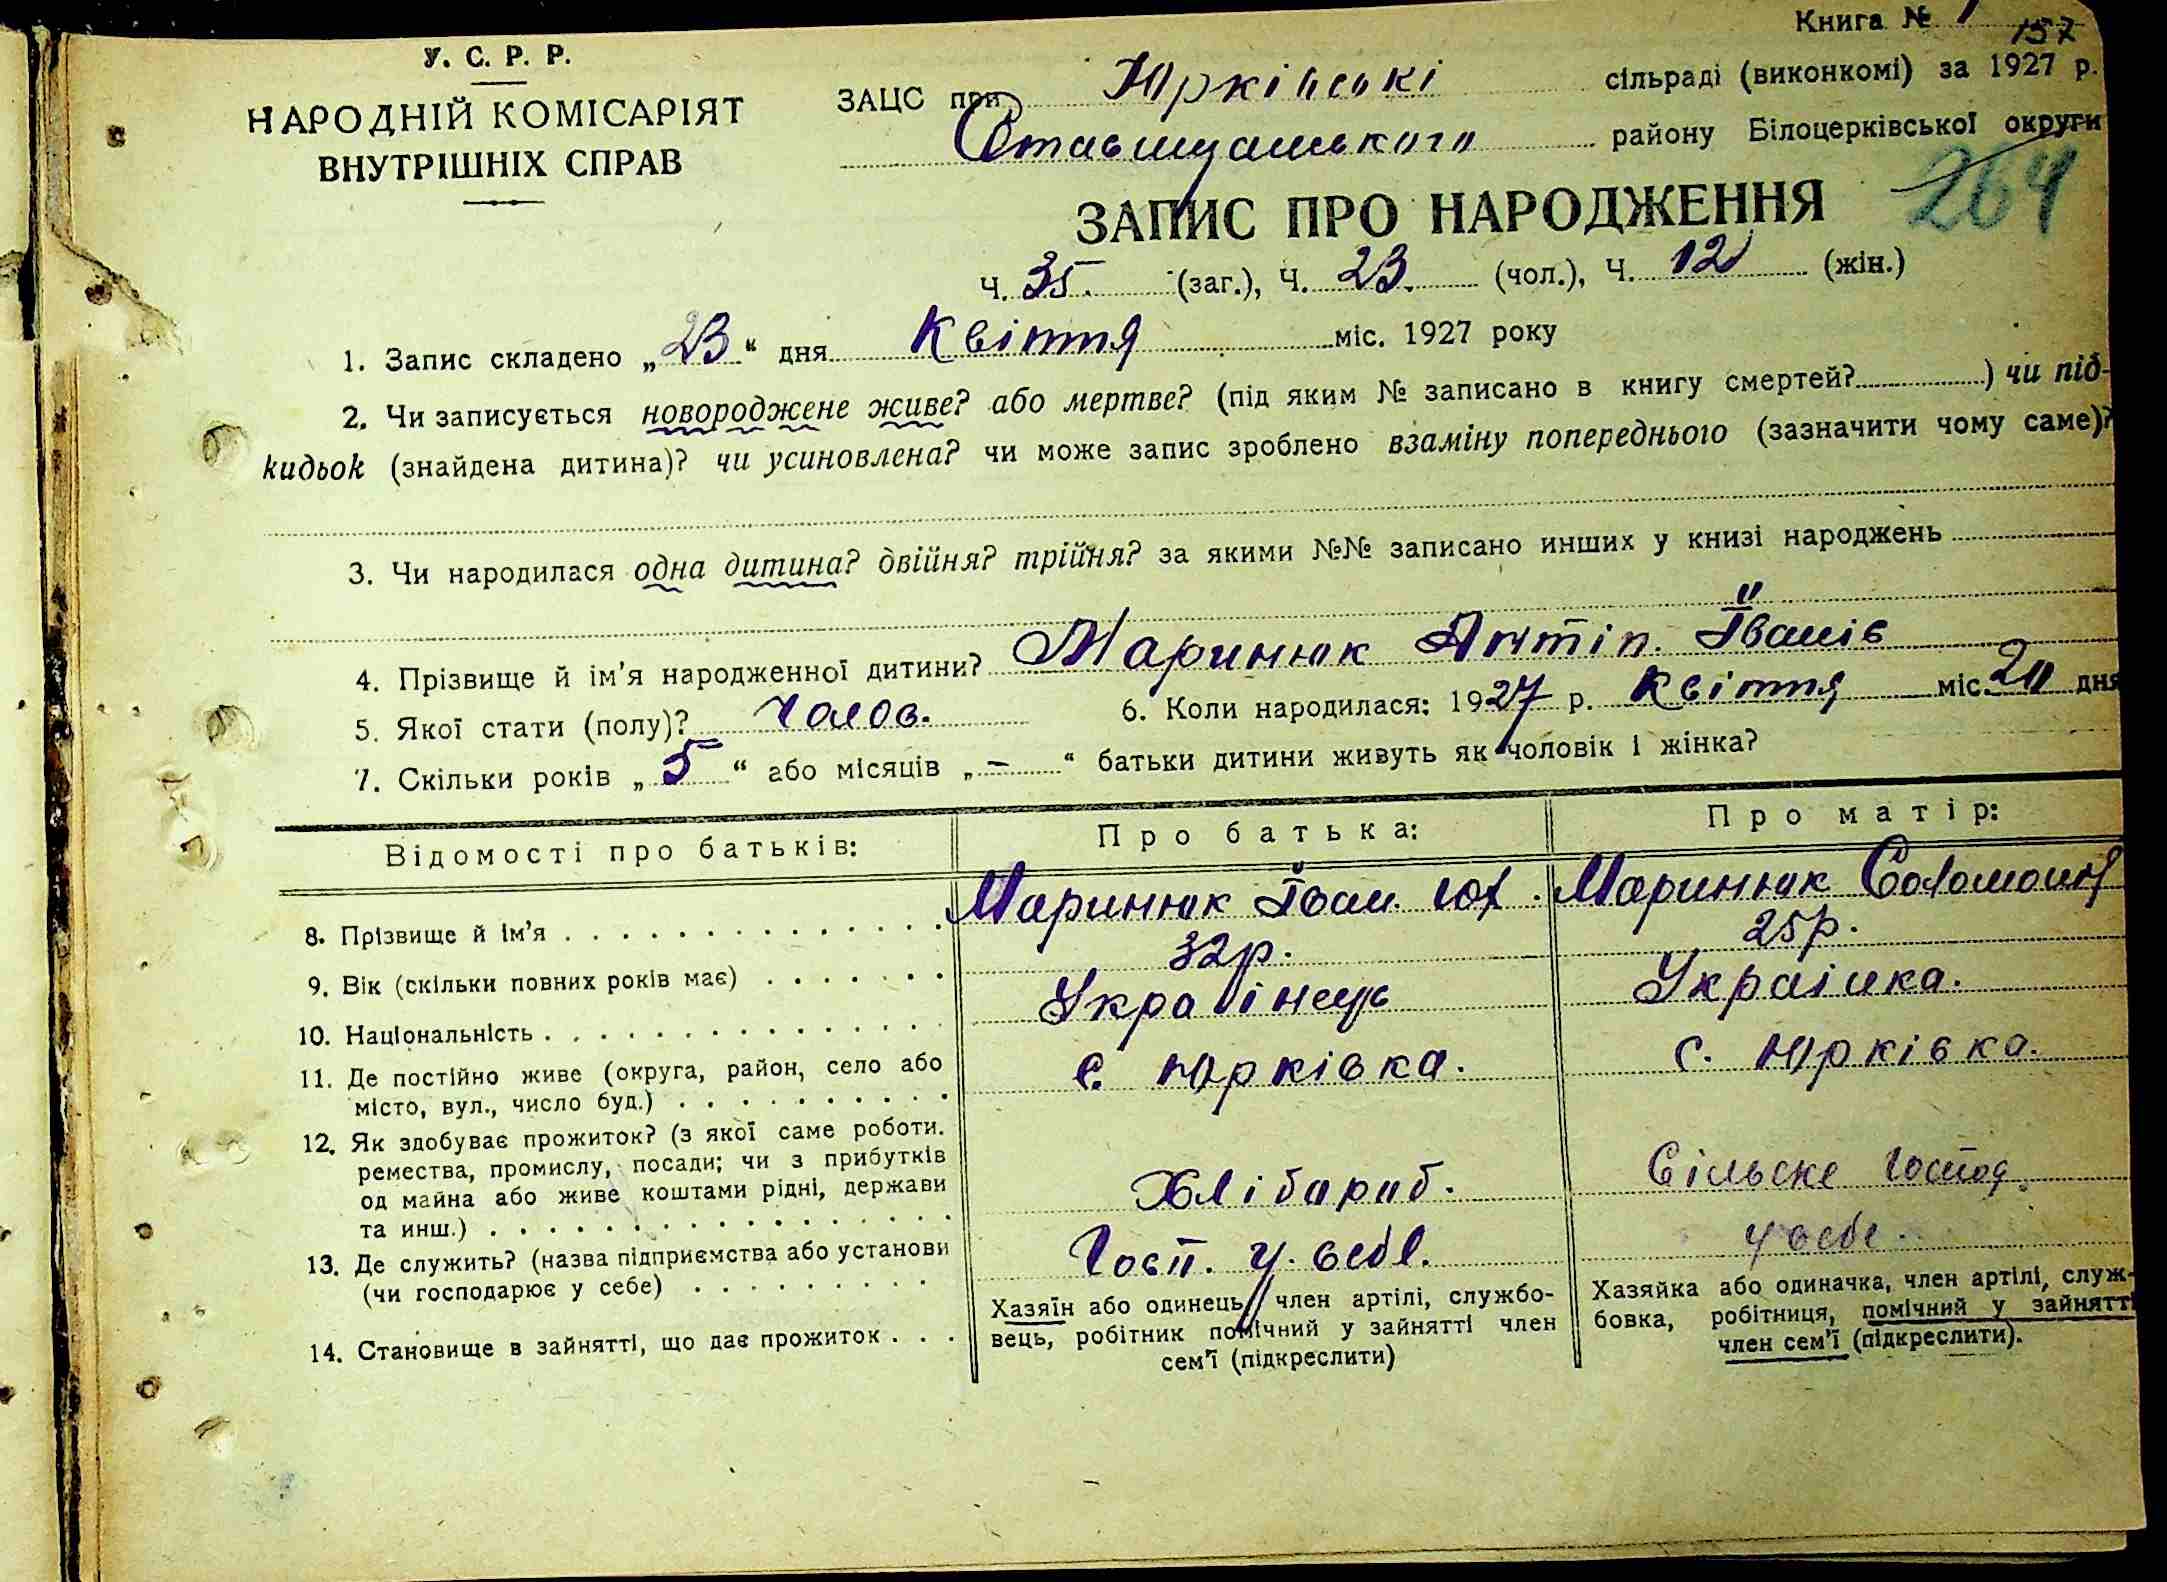 Книга № 1
157
У. С. Р. Р.
НАРОДНІЙ КОМІСАРІЯТ
ВНУТРІШНІХ СПРАВ
ЗАЦС при Юрківські сільраді (виконкомі) за 1927 р.
району Білоцерківської округи
264
ЗАПИС ПРО НАРОДЖЕННЯ
Ч. 35. (заг.), Ч. 23. (чол.), Ч. 12 (жін.)
1. Запис складено „23“ дня Квітня міс. 1927 року
2. Чи записується новороджене живе? або мертве? (під яким № записано в книгу смертей?) чи під-
кидьок (знайдена дитина)? чи усиновлена? чи може запис зроблено взаміну попереднього (зазначити чому саме)?
3. Чи народилася одна дитина? двійня? трійня? за якими №№ записано инших у книзі народжень
4. Прізвище й ім'я народженної дитини? Маринюк Антіп. Іванів
5. Якої стати (полу)? Чолов. 6. Коли народилася: 1927 р. Квітня міс. 20 дня
7. Скільки років „5“ або місяців „–“ батьки дитини живуть як чоловік і жінка?
Відомості про батьків: Про батька: Про матір:
8. Прізвище й ім'я Маринюк Іван. Маринюк Соломон
9. Вік (скільки повних років має) 32р. 25р.
10. Національність Українець Українка.
11. Де постійно живе (округа, район, село або
місто, вул., число буд.) с. Юрківка. с. Юрківка.
12. Як здобуває прожиток? (з якої саме роботи.
ремества, промислу, посади; чи з прибутків
од майна або живе коштами рідні, держави
та инш.) Хлібароб. Сільске Господ.
13. Де служить? (назва підприємства або установи
(чи господарює у себе) Госп. у. себе. у себе.
14. Становище в зайнятті, що дає прожиток
Хазяїн або одинець, член артілі, службо-
вець, робітник помічний у зайнятті член
сем'ї (підкреслити)
Хазяйка або одиначка, член артілі, служ-
бовка, робітниця, помічний у зайнятті
член сем'ї (підкреслити).